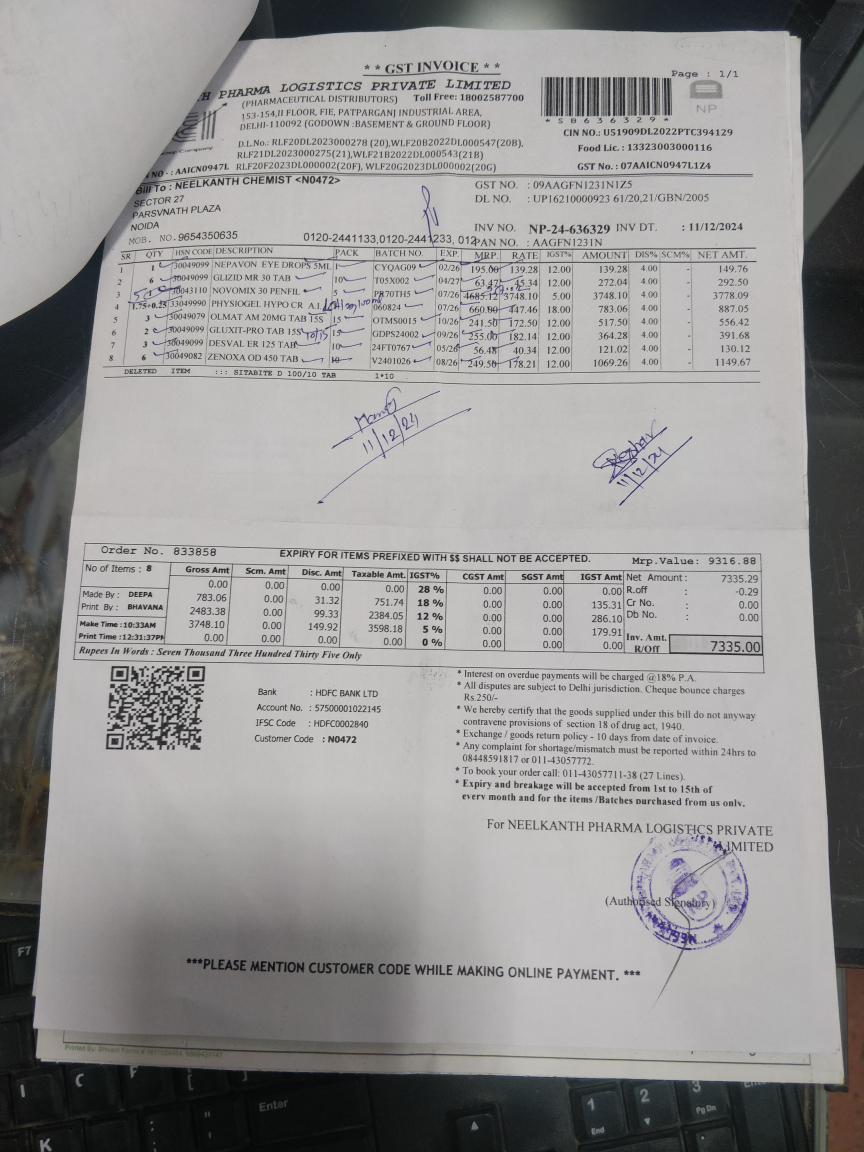 ** GST INVOICE **
Page : 1/1
H PHARMA LOGISTICS PRIVATE LIMITED
(PHARMACEUTICAL DISTRIBUTORS) Toll Free: 18002587700
153-154,II FLOOR, FIE, PATPARGANJ INDUSTRIAL AREA,
DELHI-110092 (GODOWN :BASEMENT & GROUND FLOOR)
*SB636329*
NP
CIN NO.: U51909DL2022PTC394129
D.L.No.: RLF20DL2023000278 (20),WLF20B2022DL000547(20B),
RLF21DL2023000275(21),WLF21B2022DL000543(21B)
Food Lic. : 13332023000116
N NO - : AAICN0947L RLF20F2023DL000002(20F), WLF20G2023DL000002(20G)
GST No. : 07AAICN0947L1Z4
Bill To : NEELKANTH CHEMIST <N0472>
GST NO. : 09AAGFN1231N1Z5
SECTOR 27
DL NO. : UP16210000923 61/20,21/GBN/2005
PARSVNATH PLAZA
NOIDA
INV NO. NP-24-636329 INV DT. : 11/12/2024
MOB. NO.9654350635 0120-2441133,0120-2441233, 012
PAN NO. : AAGFN1231N
SR QTY HSN CODE DESCRIPTION PACK BATCH NO. EXP. MRP. RATE IGST% AMOUNT DIS% SCM% NET AMT.
1 1 30049099 NEPAVON EYE DROPS 5ML 1 CYQAG09 02/26 195.00 139.28 12.00 139.28 4.00 - 149.76
2 6 30049099 GLIZID MR 30 TAB 10 T05X002 04/27 63.47 45.34 12.00 272.04 4.00 - 292.50
3 30043110 NOVOMIX 30 PENFIL 5 PR70TH5 07/26 4685.12 3748.10 5.00 3748.10 4.00 - 3778.09
4 1.75+0.25 33049990 PHYSIOGEL HYPO CR A.I. 060824 07/26 660.00 447.46 18.00 783.06 4.00 - 887.05
5 3 30049079 OLMAT AM 20MG TAB 15S 15 OTMS0015 10/26 241.50 172.50 12.00 517.50 4.00 - 556.42
6 2 30049099 GLUXIT-PRO TAB 15S 15 GDPS24002 09/26 255.00 182.14 12.00 364.28 4.00 - 391.68
7 3 30049099 DESVAL ER 125 TAB 10 24FT0767 05/26 56.48 40.34 12.00 121.02 4.00 - 130.12
8 6 30049082 ZENOXA OD 450 TAB 10 V2401026 08/26 249.50 178.21 12.00 1069.26 4.00 - 1149.67
DELETED ITEM ::: SITABITE D 100/10 TAB 1*10
11/12/24
11/12/24
Order No. 833858 EXPIRY FOR ITEMS PREFIXED WITH $$ SHALL NOT BE ACCEPTED. Mrp.Value: 9316.88
No of Items : 8 Gross Amt Scm. Amt Disc. Amt Taxable Amt. IGST% CGST Amt SGST Amt IGST Amt Net Amount : 7335.29
0.00 0.00 0.00 0.00 28 % 0.00 0.00 0.00 R.off : -0.29
Made By : DEEPA 783.06 0.00 31.32 751.74 18 % 0.00 0.00 135.31 Cr No. : 0.00
Print By : BHAVANA 2483.38 0.00 99.33 2384.05 12 % 0.00 0.00 286.10 Db No. : 0.00
Make Time :10:33AM 3748.10 0.00 149.92 3598.18 5 % 0.00 0.00 179.91
Print Time :12:31:37PM 0.00 0.00 0.00 0.00 0 % 0.00 0.00 0.00 Inv. Amt. R/Off 7335.00
Rupees In Words : Seven Thousand Three Hundred Thirty Five Only
Bank : HDFC BANK LTD
Account No. : 57500001022145
IFSC Code : HDFC0002840
Customer Code : N0472
* Interest on overdue payments will be charged @18% P.A.
* All disputes are subject to Delhi jurisdiction. Cheque bounce charges
Rs.250/-
* We hereby certify that the goods supplied under this bill do not anyway
contravene provisions of section 18 of drug act, 1940.
* Exchange / goods return policy - 10 days from date of invoice.
* Any complaint for shortage/mismatch must be reported within 24hrs to
08448591817 or 011-43057772.
* To book your order call: 011-43057711-38 (27 Lines).
* Expiry and breakage will be accepted from 1st to 15th of
every month and for the items /Batches purchased from us only.
For NEELKANTH PHARMA LOGISTICS PRIVATE
LIMITED
(Authorised Signatory)
***PLEASE MENTION CUSTOMER CODE WHILE MAKING ONLINE PAYMENT. ***
F7
I
C
F
K
Enter
1
End
2
3
Pg Dn